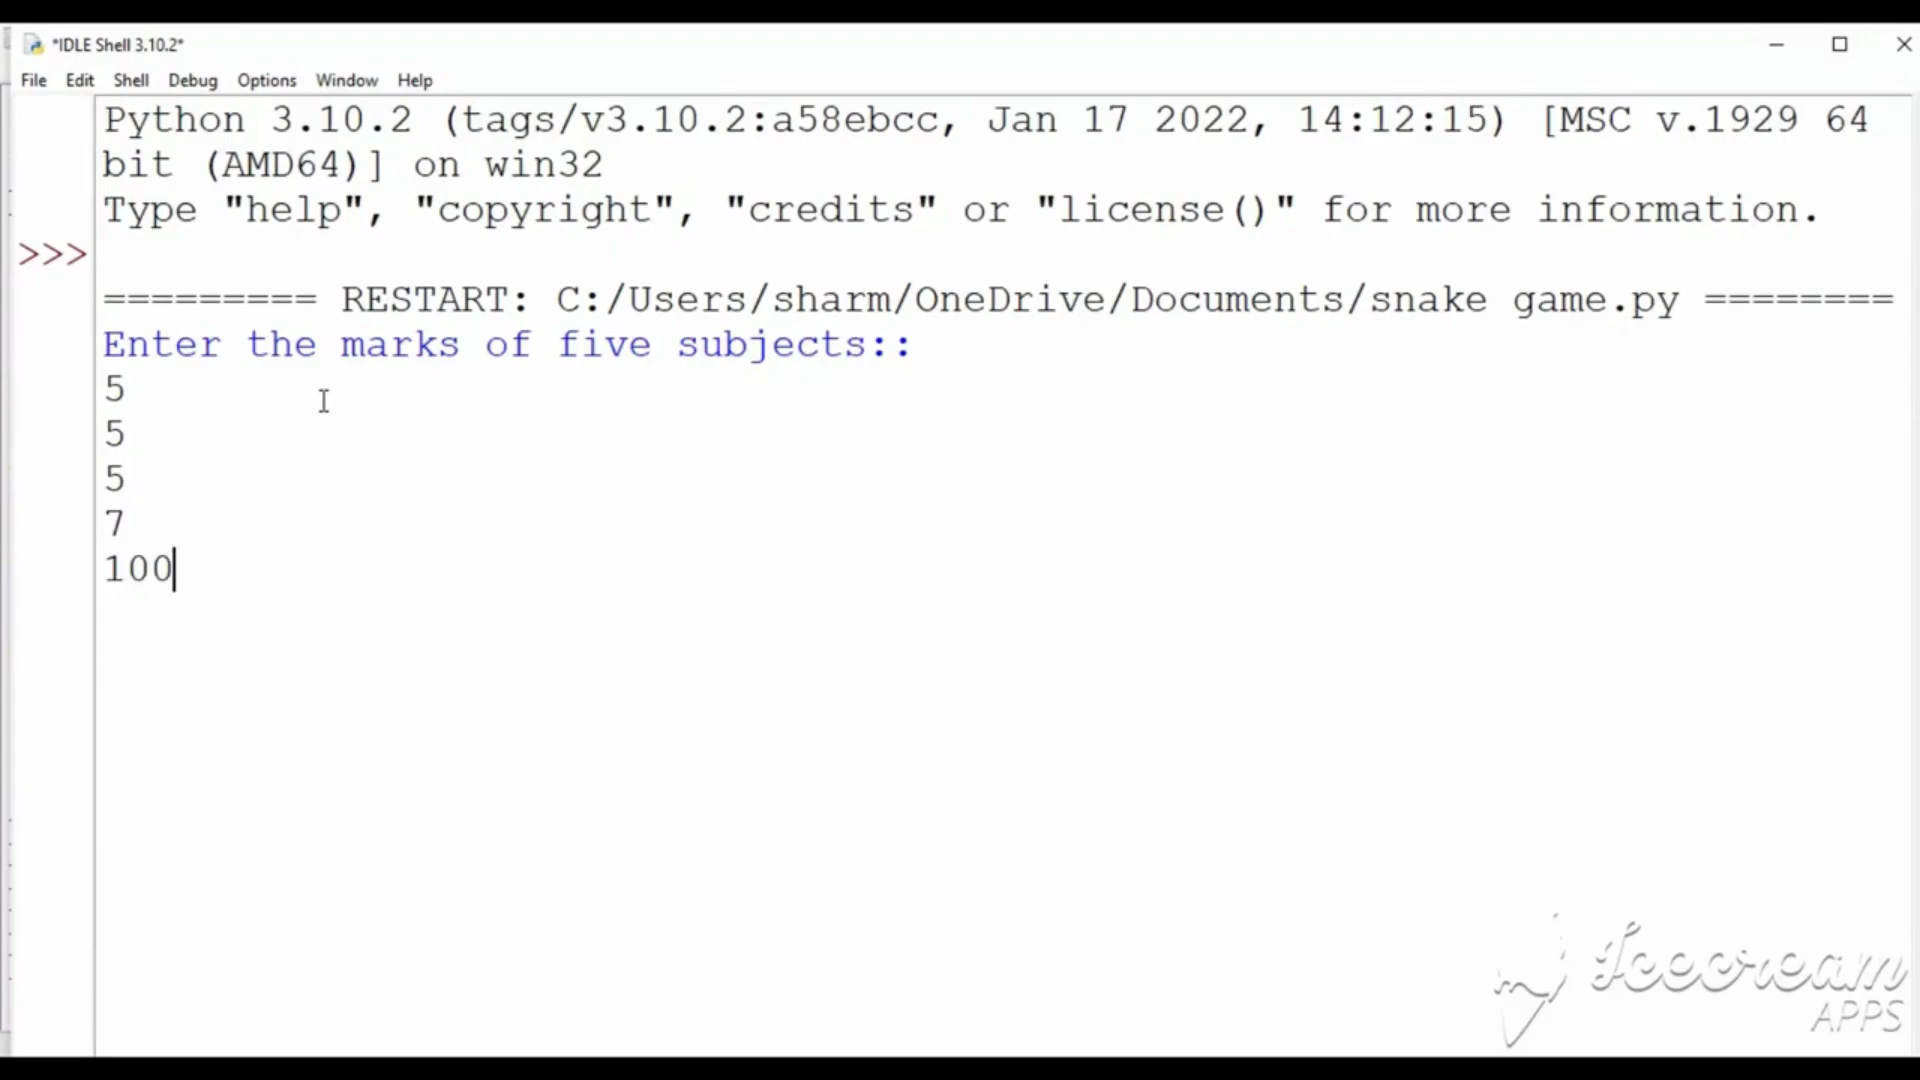 *IDLE Shell 3.10.2*
File Edit Shell Debug Options Window Help
Python 3.10.2 (tags/v3.10.2:a58ebcc, Jan 17 2022, 14:12:15) [MSC v.1929 64
bit (AMD64)] on win32
Type "help", "copyright", "credits" or "license()" for more information.
>>>
========= RESTART: C:/Users/sharm/OneDrive/Documents/snake game.py ========
Enter the marks of five subjects::
5
5
5
7
100
Icecream
APPS